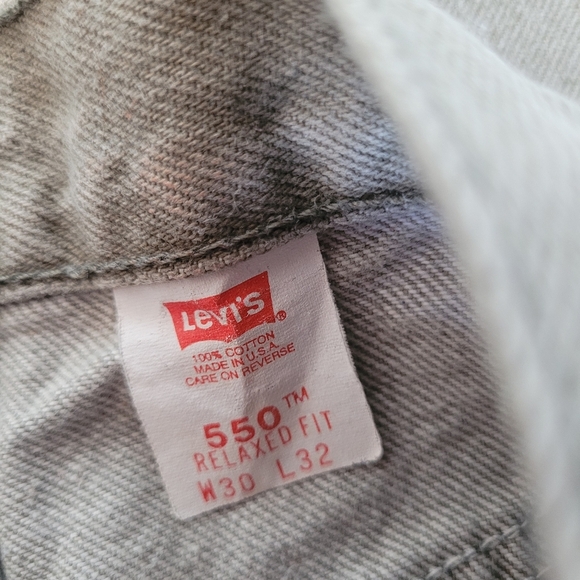 Levi's ®
100% COTTON
MADE IN U.S.A.
CARE ON REVERSE
550™
RELAXED FIT
W30 L32